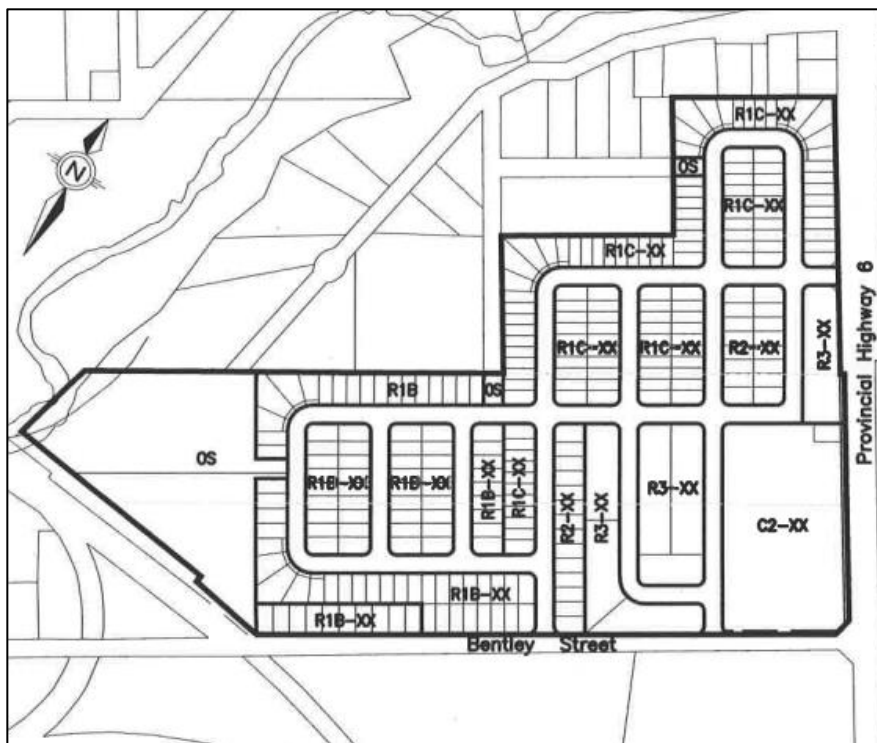 R1C-XX
N
OS
R1C-XX
R1C-XX
Provincial Highway 6
R1C-XX
R1C-XX
R2-XX
R3-XX
R1B
OS
OS
R1B-XX
R1B-XX
R1B-XX
R1C-XX
R2-XX
R3-XX
R3-XX
C2-XX
R1B-XX
R1B-XX
Bentley Street